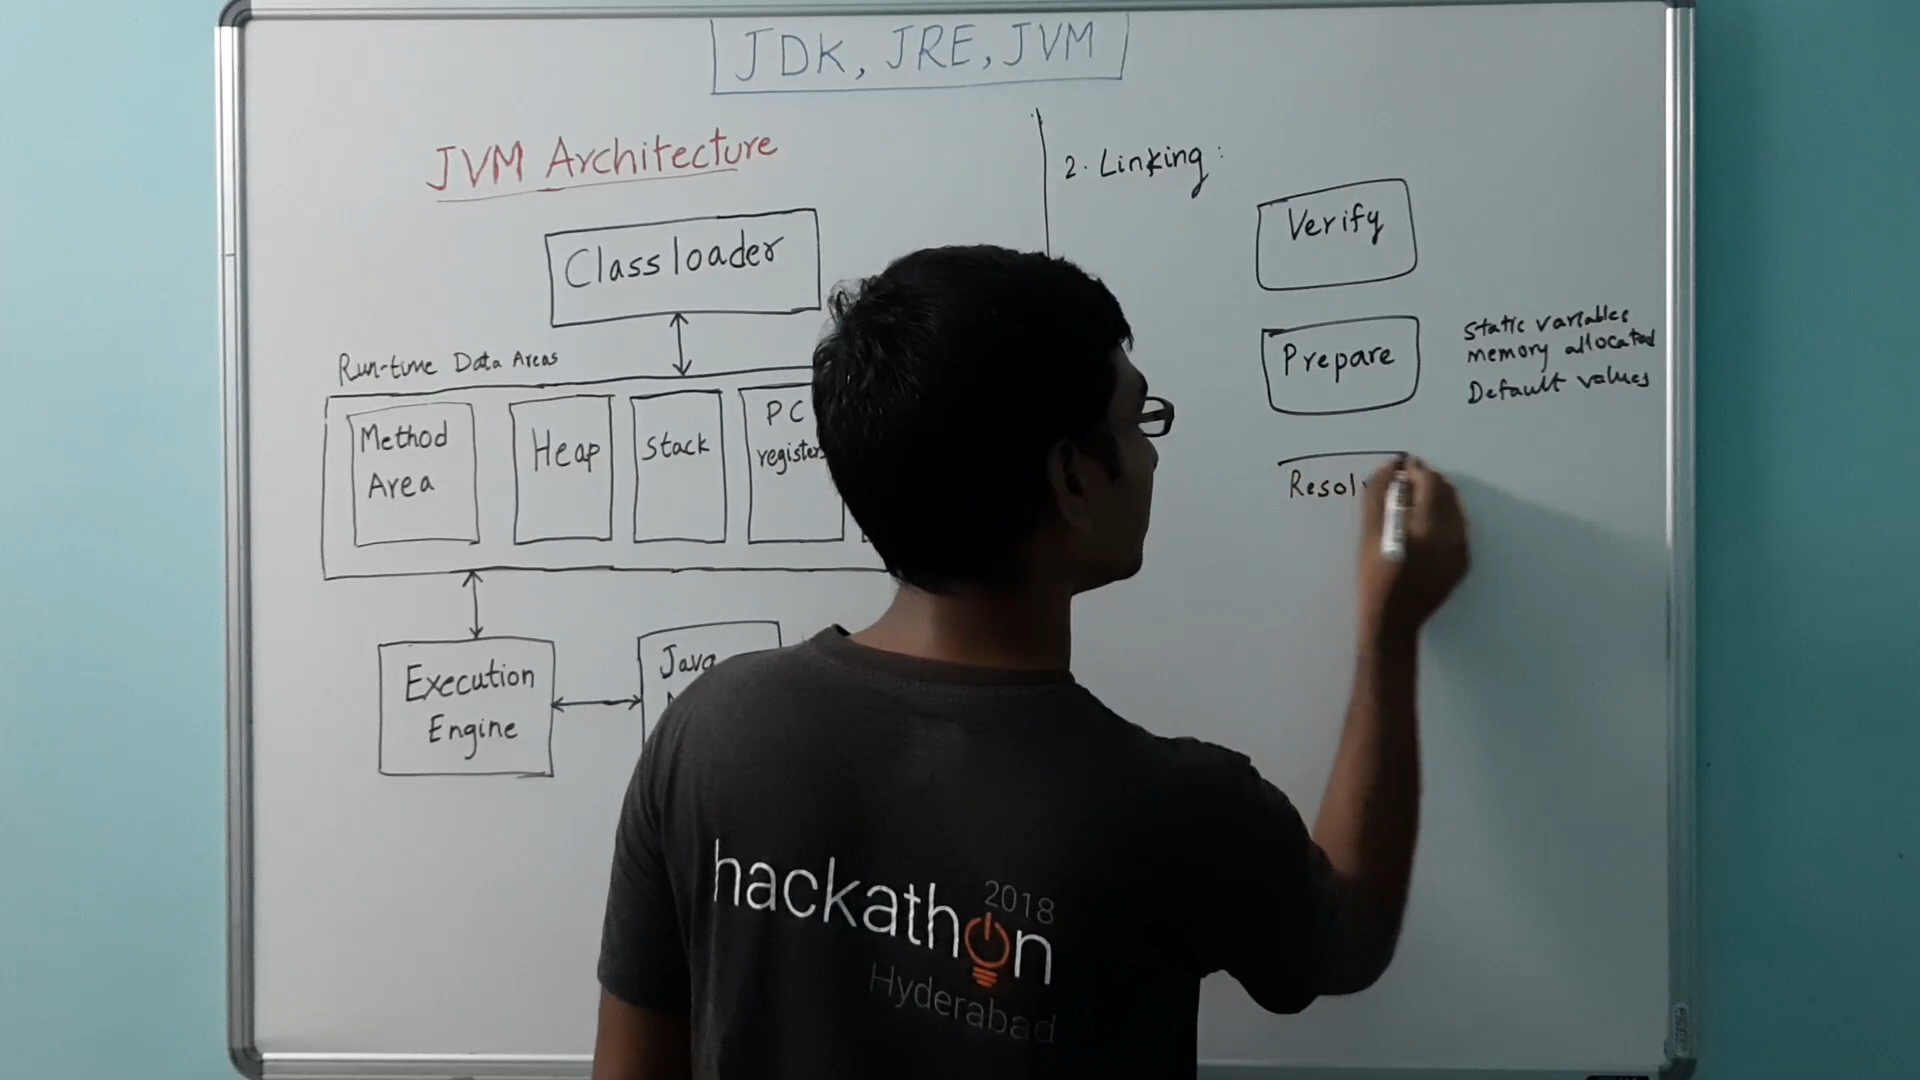 JDK, JRE, JVM
JVM Architecture
Classloader
Run-time Data Areas
Method
Area
Heap
Stack
PC
registers
Execution
Engine
Java
2. Linking:
Verify
Prepare
Static variables
memory allocated
Default values
Resol
hackathon
2018
Hyderabad